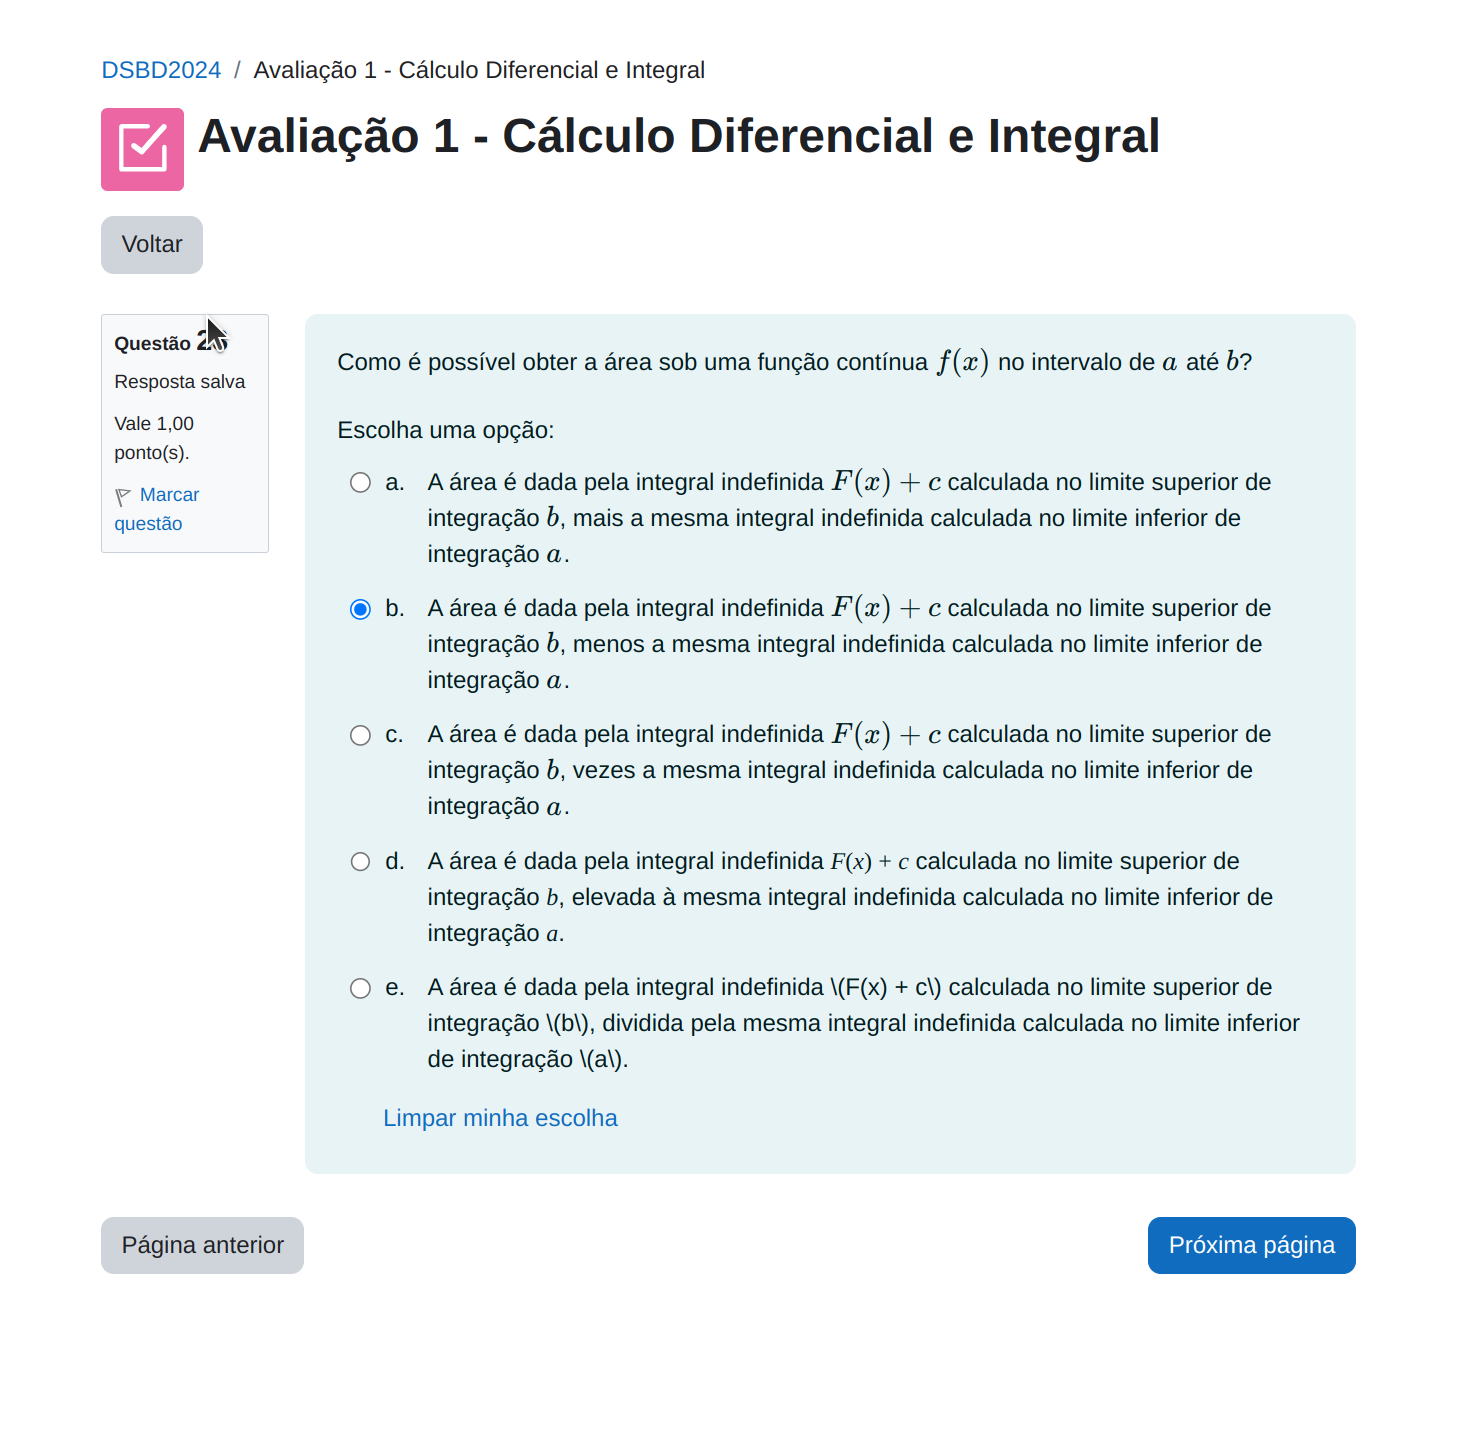 DSBD2024 / Avaliação 1 - Cálculo Diferencial e Integral
Avaliação 1 - Cálculo Diferencial e Integral
Voltar
Questão
Resposta salva
Vale 1,00
ponto(s).
Marcar
questão
Como é possível obter a área sob uma função contínua f(x) no intervalo de a até b?
Escolha uma opção:
a. A área é dada pela integral indefinida F(x) + c calculada no limite superior de
integração b, mais a mesma integral indefinida calculada no limite inferior de
integração a.
b. A área é dada pela integral indefinida F(x) + c calculada no limite superior de
integração b, menos a mesma integral indefinida calculada no limite inferior de
integração a.
c. A área é dada pela integral indefinida F(x) + c calculada no limite superior de
integração b, vezes a mesma integral indefinida calculada no limite inferior de
integração a.
d. A área é dada pela integral indefinida F(x) + c calculada no limite superior de
integração b, elevada à mesma integral indefinida calculada no limite inferior de
integração a.
e. A área é dada pela integral indefinida \(F(x) + c\) calculada no limite superior de
integração \(b\), dividida pela mesma integral indefinida calculada no limite inferior
de integração \(a\).
Limpar minha escolha
Página anterior
Próxima página